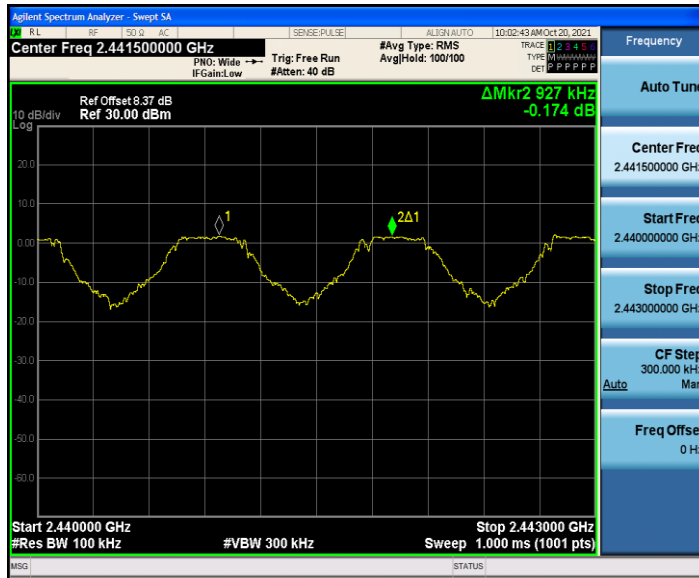 Agilent Spectrum Analyzer - Swept SA
RL RF 50 Ω AC SENSE:PULSE ALIGN AUTO 10:02:43 AM Oct 20, 2021
Center Freq 2.441500000 GHz
PNO: Wide
IFGain:Low
Trig: Free Run
#Atten: 40 dB
#Avg Type: RMS
Avg|Hold: 100/100
TRACE 1 2 3 4 5 6
TYPE M
DET P P P P P P
ΔMkr2 927 kHz
-0.174 dB
Ref Offset 8.37 dB
Ref 30.00 dBm
10 dB/div
Log
20.0
10.0
0.00
-10.0
-20.0
-30.0
-40.0
-50.0
-60.0
1
2Δ1
Start 2.440000 GHz
Stop 2.443000 GHz
#Res BW 100 kHz
#VBW 300 kHz
Sweep 1.000 ms (1001 pts)
MSG
STATUS
Frequency
Auto Tune
Center Freq
2.441500000 GHz
Start Freq
2.440000000 GHz
Stop Freq
2.443000000 GHz
CF Step
300.000 kHz
Auto Man
Freq Offset
0 Hz